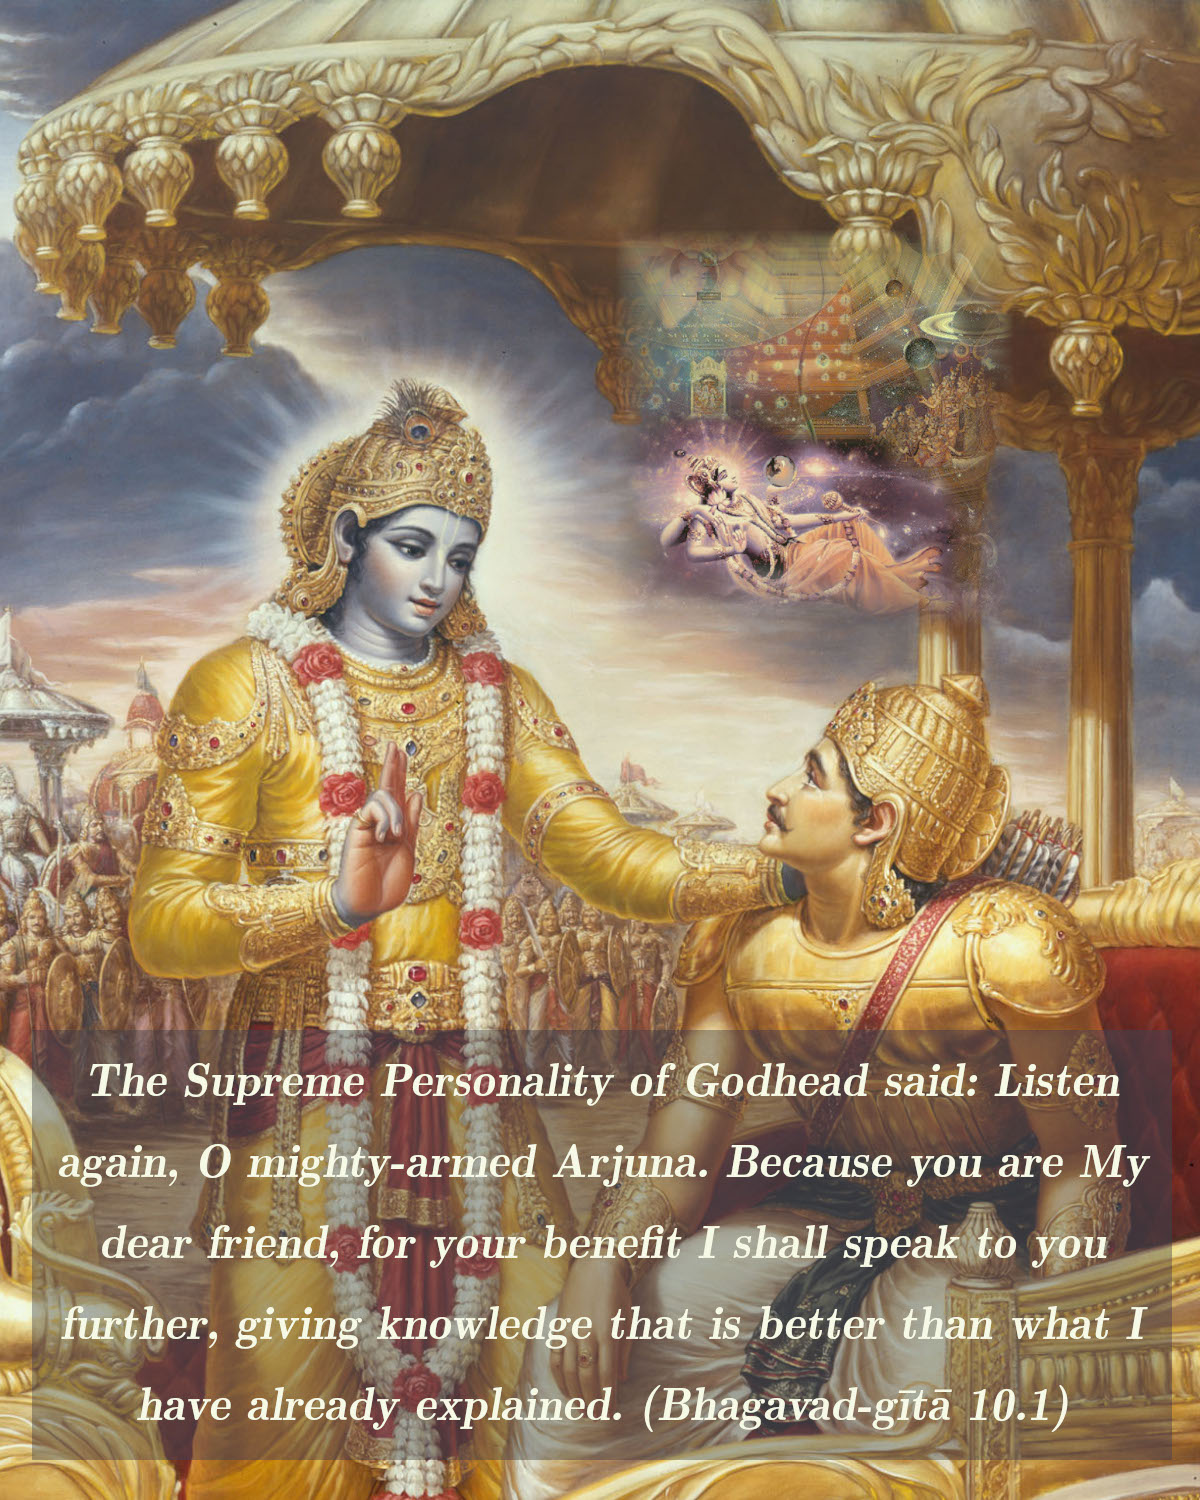 The Supreme Personality of Godhead said: Listen
again, O mighty-armed Arjuna. Because you are My
dear friend, for your benefit I shall speak to you
further, giving knowledge that is better than what I
have already explained. (Bhagavad-gītā 10.1)